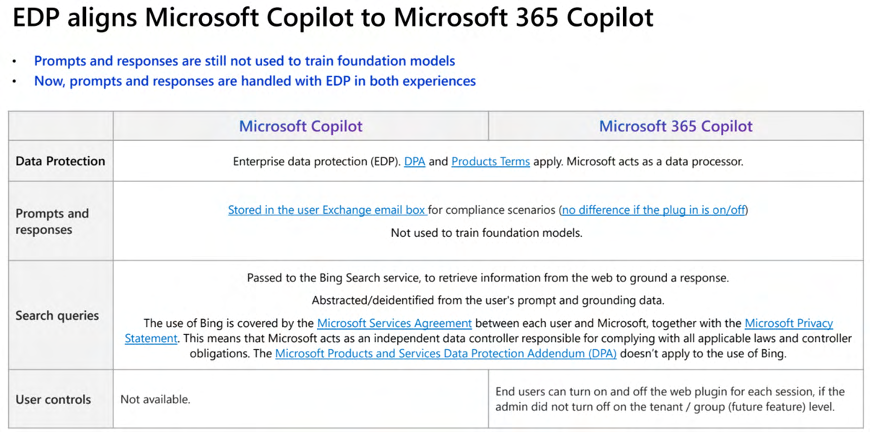 EDP aligns Microsoft Copilot to Microsoft 365 Copilot
• Prompts and responses are still not used to train foundation models
• Now, prompts and responses are handled with EDP in both experiences
Microsoft Copilot
Microsoft 365 Copilot
Data Protection
Enterprise data protection (EDP). DPA and Products Terms apply. Microsoft acts as a data processor.
Prompts and
responses
Stored in the user Exchange email box for compliance scenarios (no difference if the plug in is on/off)
Not used to train foundation models.
Search queries
Passed to the Bing Search service, to retrieve information from the web to ground a response.
Abstracted/deidentified from the user's prompt and grounding data.
The use of Bing is covered by the Microsoft Services Agreement between each user and Microsoft, together with the Microsoft Privacy
Statement. This means that Microsoft acts as an independent data controller responsible for complying with all applicable laws and controller
obligations. The Microsoft Products and Services Data Protection Addendum (DPA) doesn't apply to the use of Bing.
User controls
Not available.
End users can turn on and off the web plugin for each session, if the
admin did not turn off on the tenant / group (future feature) level.